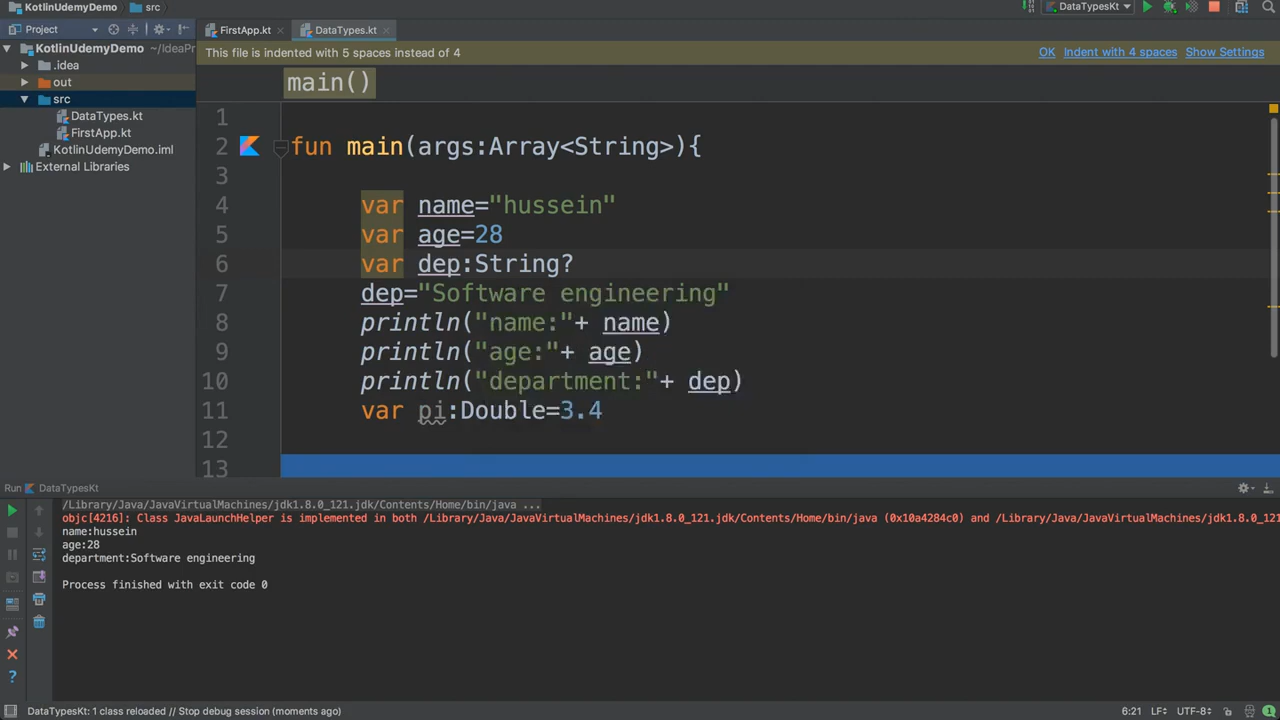 KotlinUdemyDemo src
DataTypesKt
Project
FirstApp.kt
DataTypes.kt
KotlinUdemyDemo ~/IdeaPr
.idea
out
src
DataTypes.kt
FirstApp.kt
KotlinUdemyDemo.iml
External Libraries
This file is indented with 5 spaces instead of 4
OK Indent with 4 spaces Show Settings
main()
1
2 fun main(args:Array<String>){
3
4 var name="hussein"
5 var age=28
6 var dep:String?
7 dep="Software engineering"
8 println("name:"+ name)
9 println("age:"+ age)
10 println("department:"+ dep)
11 var pi:Double=3.4
12
13
Run DataTypesKt
/Library/Java/JavaVirtualMachines/jdk1.8.0_121.jdk/Contents/Home/bin/java ...
objc[4216]: Class JavaLaunchHelper is implemented in both /Library/Java/JavaVirtualMachines/jdk1.8.0_121.jdk/Contents/Home/bin/java (0x10a4284c0) and /Library/Java/JavaVirtualMachines/jdk1.8.0_121
name:hussein
age:28
department:Software engineering
Process finished with exit code 0
DataTypesKt: 1 class reloaded // Stop debug session (moments ago)
6:21 LF÷ UTF-8÷ 1